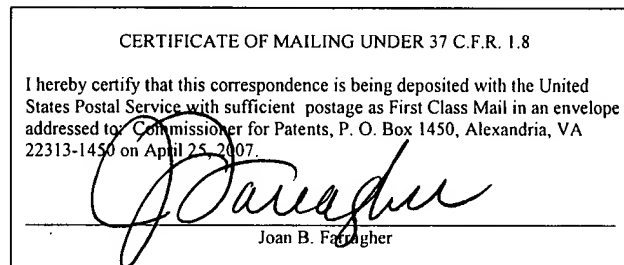 CERTIFICATE OF MAILING UNDER 37 C.F.R. 1.8
I hereby certify that this correspondence is being deposited with the United
States Postal Service with sufficient postage as First Class Mail in an envelope
addressed to: Commissioner for Patents, P. O. Box 1450, Alexandria, VA
22313-1450 on April 25, 2007.
J Farragher
Joan B. Farragher